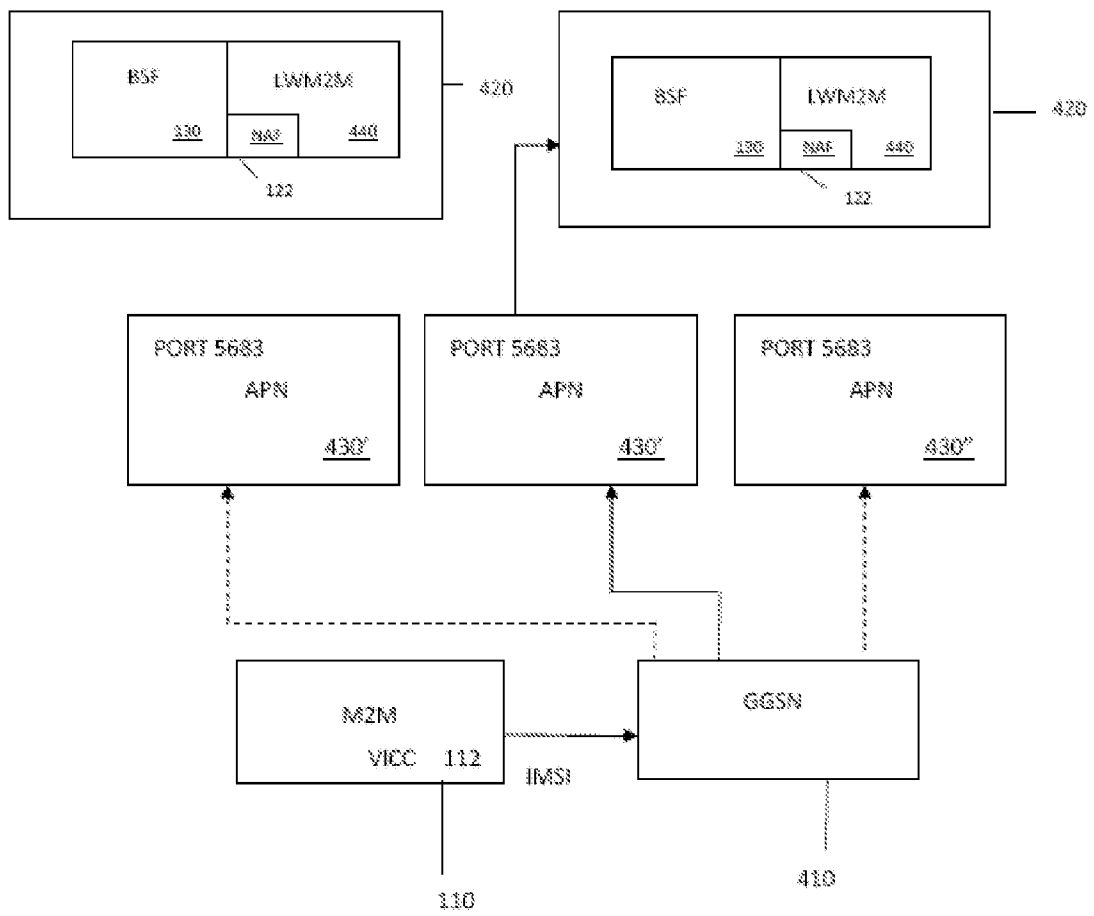 BSF
LWM2M
130
NAF
440
122
420
BSF
LWM2M
130
NAF
440
122
420
PORT 5683
APN
430'
PORT 5683
APN
430'
PORT 5683
APN
430"
M2M
VICC 112
IMSI
GGSN
110
410